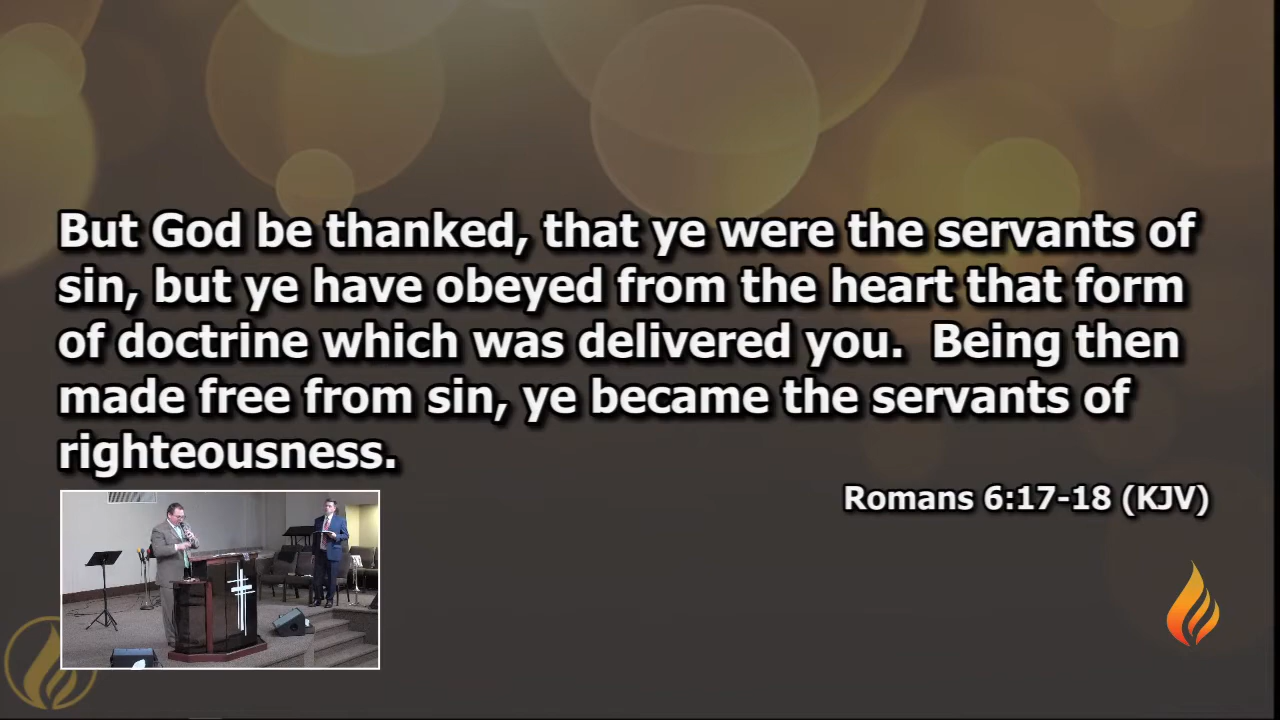 But God be thanked, that ye were the servants of
sin, but ye have obeyed from the heart that form
of doctrine which was delivered you.  Being then
made free from sin, ye became the servants of
righteousness.
Romans 6:17-18 (KJV)